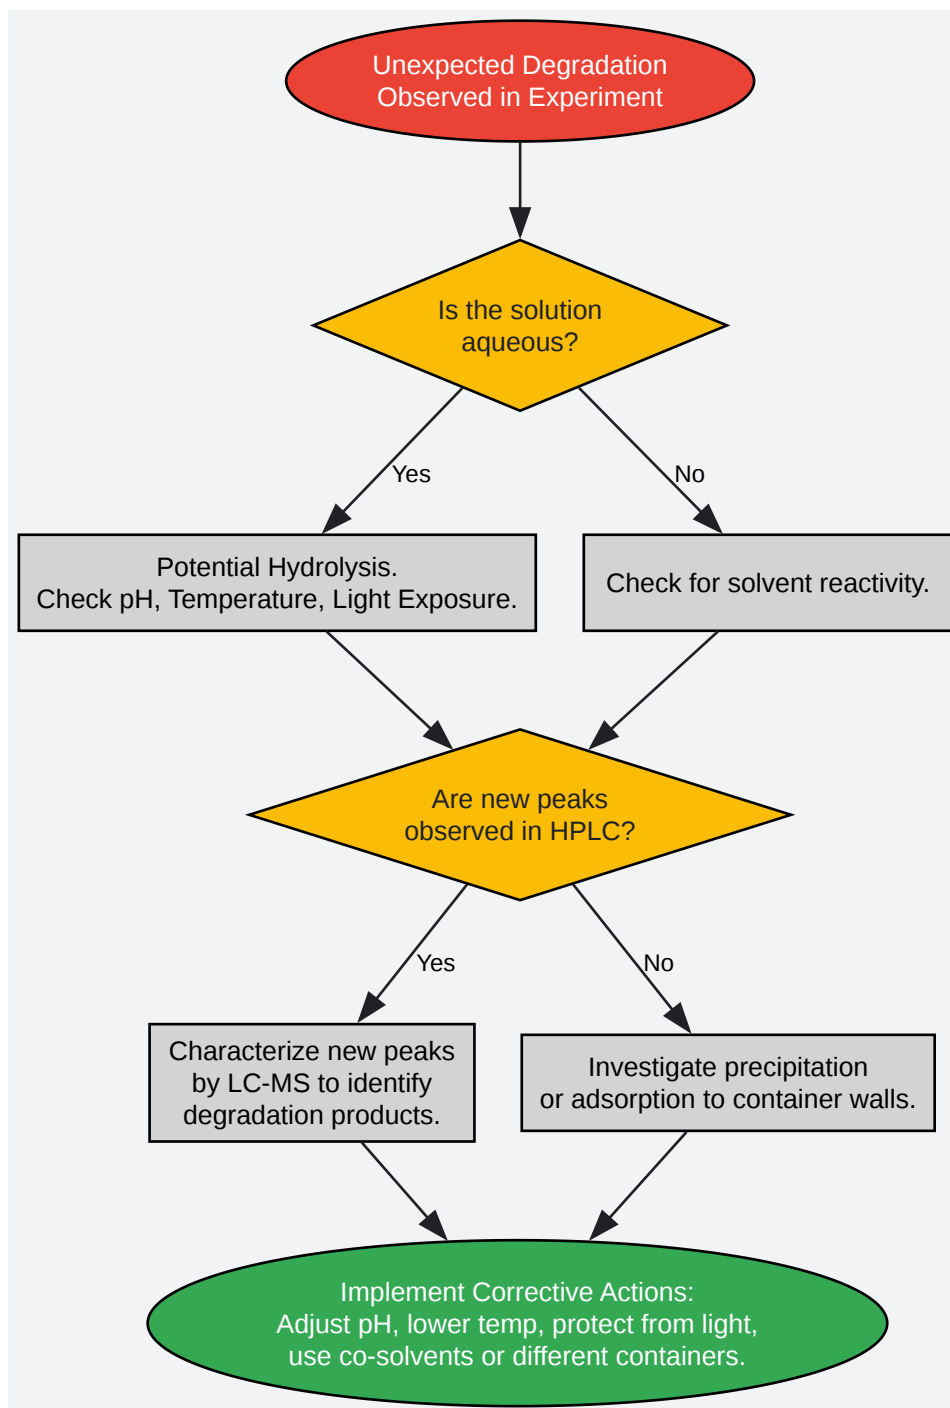 Unexpected Degradation
Observed in Experiment
Is the solution
aqueous?
Yes
No
Potential Hydrolysis.
Check pH, Temperature, Light Exposure.
Check for solvent reactivity.
Are new peaks
observed in HPLC?
Yes
No
Characterize new peaks
by LC-MS to identify
degradation products.
Investigate precipitation
or adsorption to container walls.
Implement Corrective Actions:
Adjust pH, lower temp, protect from light,
use co-solvents or different containers.